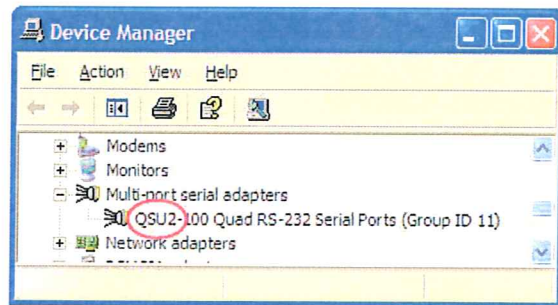 Device Manager
File Action View Help
Modems
Monitors
Multi-port serial adapters
QSU2-100 Quad RS-232 Serial Ports (Group ID 11)
Network adapters